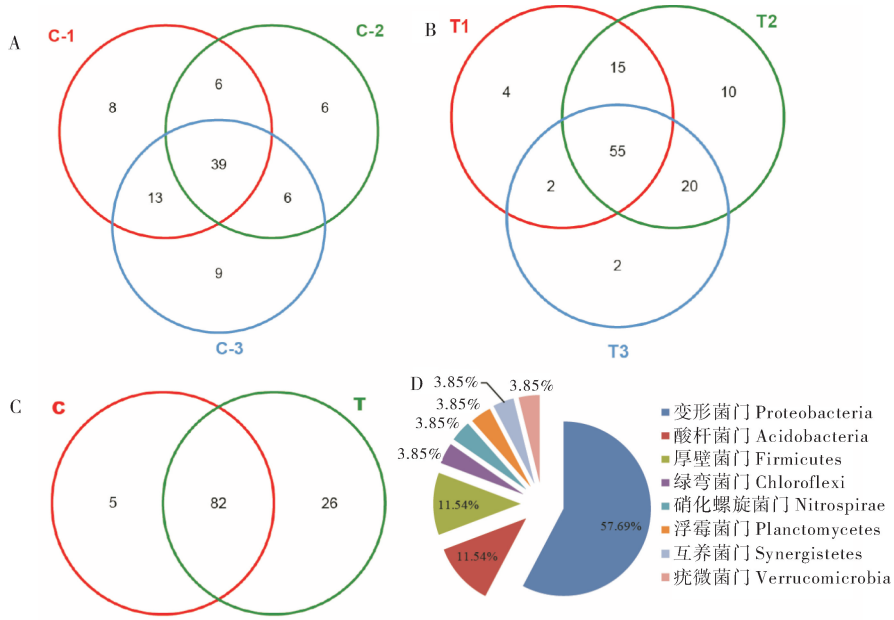 A
C-1
C-2
8
6
6
39
13
6
9
C-3
B
T1
T2
4
15
10
55
2
20
2
T3
C
C
T
5
82
26
D
3.85%
3.85%
3.85%
3.85%
3.85%
11.54%
11.54%
57.69%
变形菌门 Proteobacteria
酸杆菌门 Acidobacteria
厚壁菌门 Firmicutes
绿弯菌门 Chloroflexi
硝化螺旋菌门 Nitrospirae
浮霉菌门 Planctomycetes
互养菌门 Synergistetes
疣微菌门 Verrucomicrobia